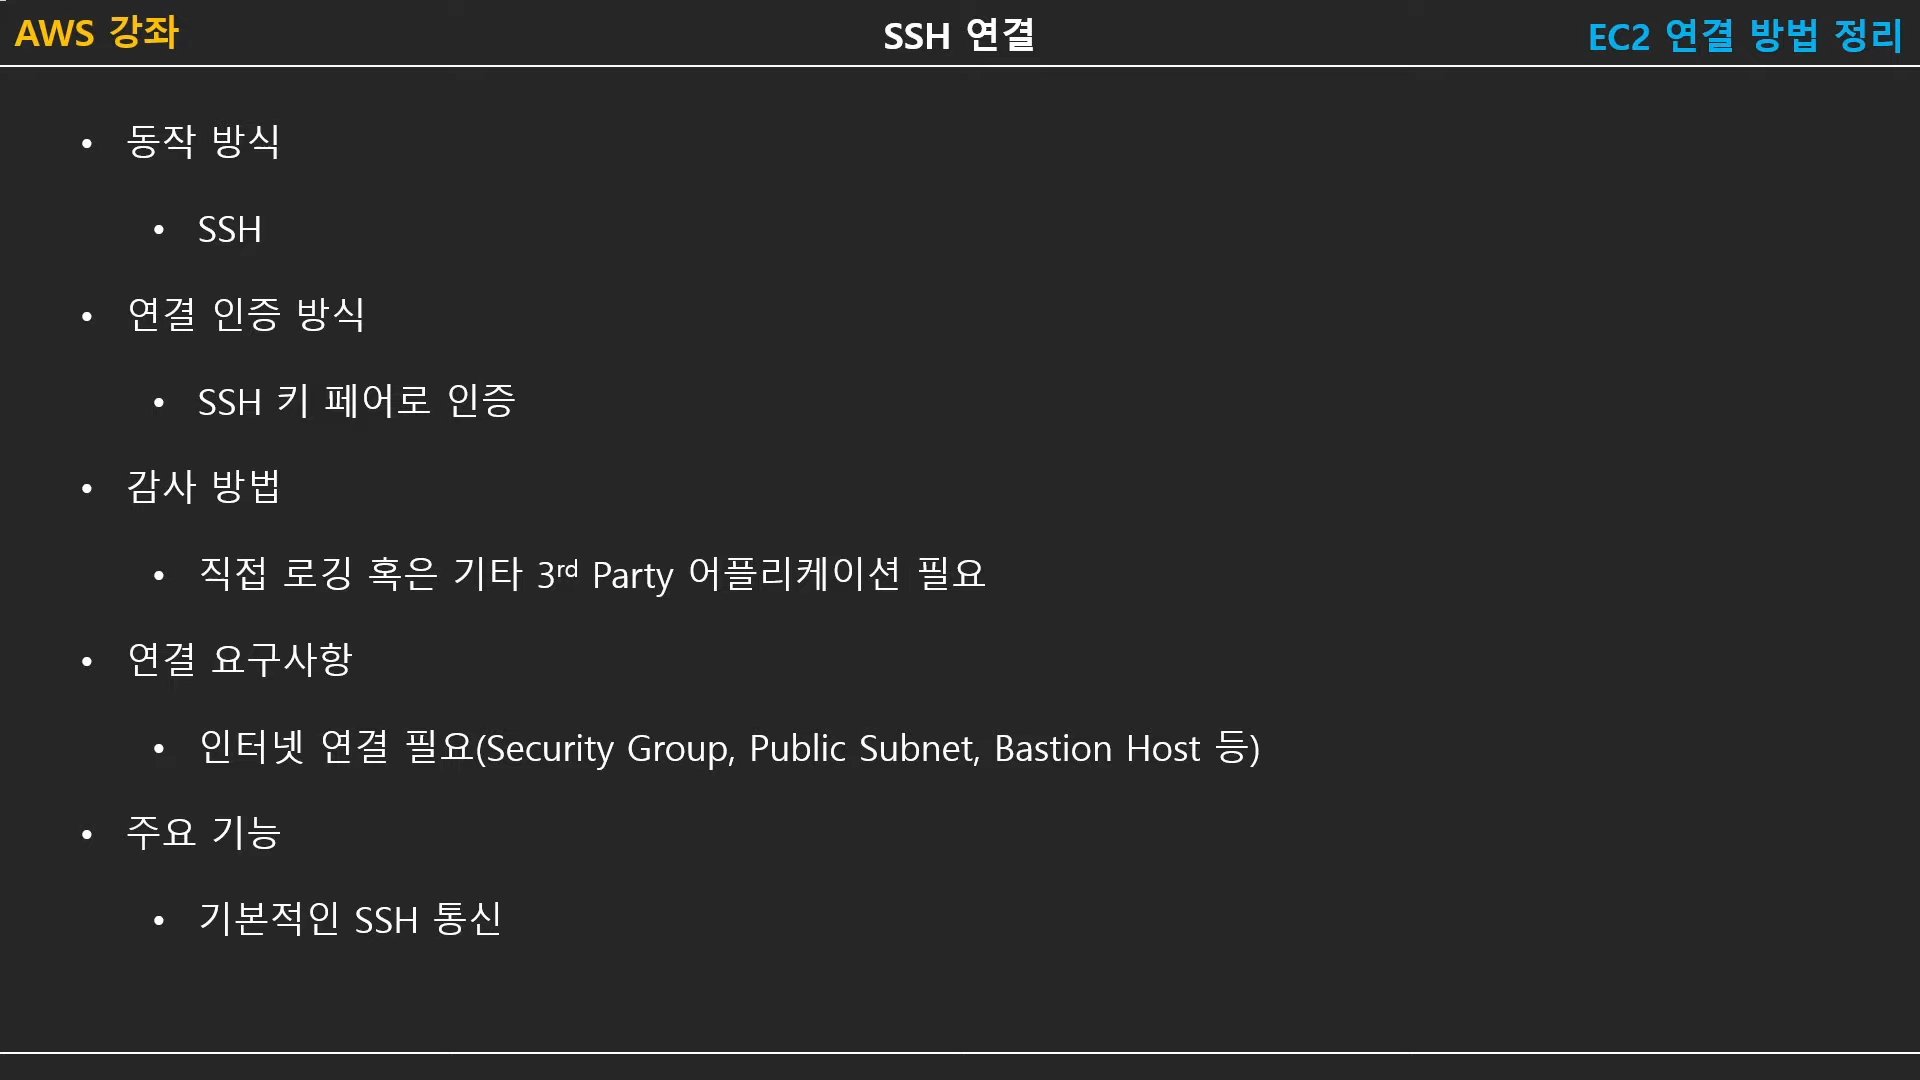 AWS 강좌
SSH 연결
EC2 연결 방법 정리
• 동작 방식
• SSH
• 연결 인증 방식
• SSH 키 페어로 인증
• 감사 방법
• 직접 로깅 혹은 기타 3rd Party 어플리케이션 필요
• 연결 요구사항
• 인터넷 연결 필요(Security Group, Public Subnet, Bastion Host 등)
• 주요 기능
• 기본적인 SSH 통신